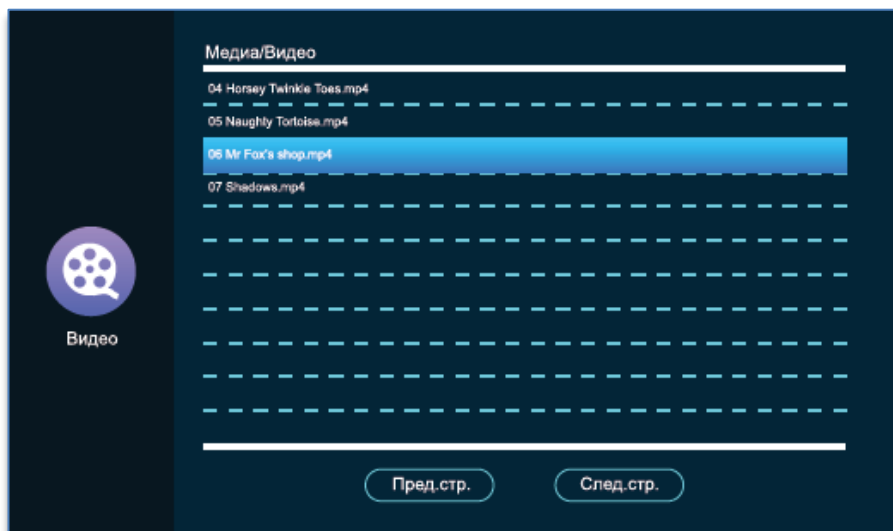 Медиа/Видео
04 Horsey Twinkle Toes.mp4
05 Naughty Tortoise.mp4
06 Mr Fox's shop.mp4
07 Shadows.mp4
Видео
Пред.стр.
След.стр.